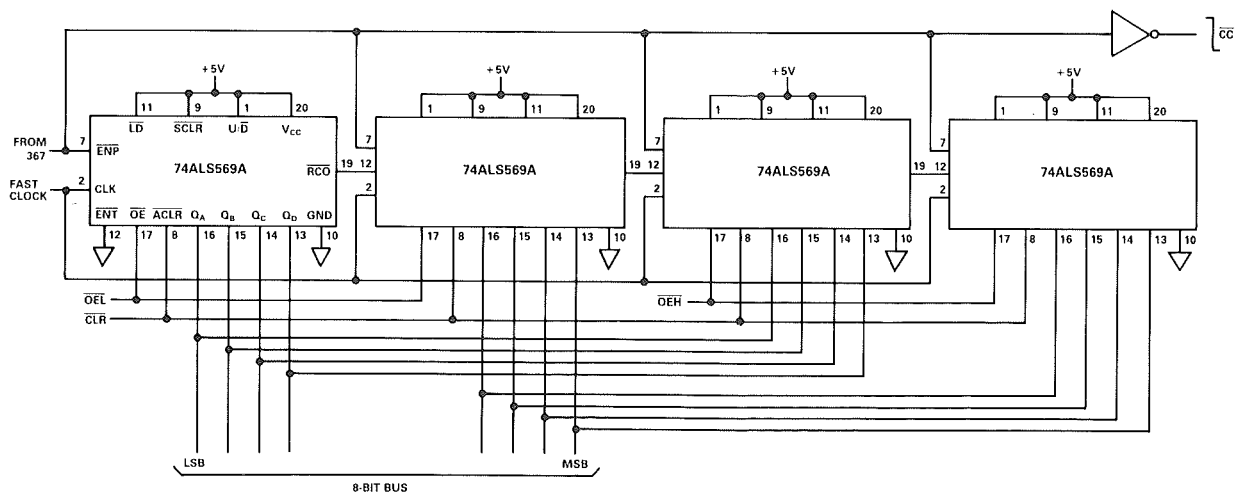 CC
+5V
+5V
+5V
+5V
11 9 1 20
LD SCLR U/D VCC
1 9 11 20
1 9 11 20
1 9 11 20
FROM 367
7
ENP
74ALS569A
RCO
19 12
7
74ALS569A
19 12
7
74ALS569A
19 12
7
74ALS569A
FAST CLOCK
2
CLK
2
2
2
ENT OE ACLR QA QB QC QD GND
12 17 8 16 15 14 13 10
17 8 16 15 14 13 10
17 8 16 15 14 13 10
17 8 16 15 14 13 10
OEL
OEH
CLR
LSB
MSB
8-BIT BUS